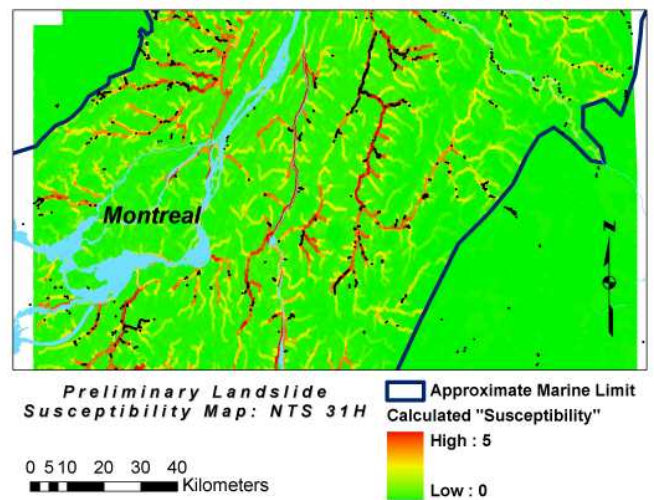 Montreal
N
Preliminary Landslide
Susceptibility Map: NTS 31H
0 5 10 20 30 40
Kilometers
Approximate Marine Limit
Calculated "Susceptibility"
High : 5
Low : 0